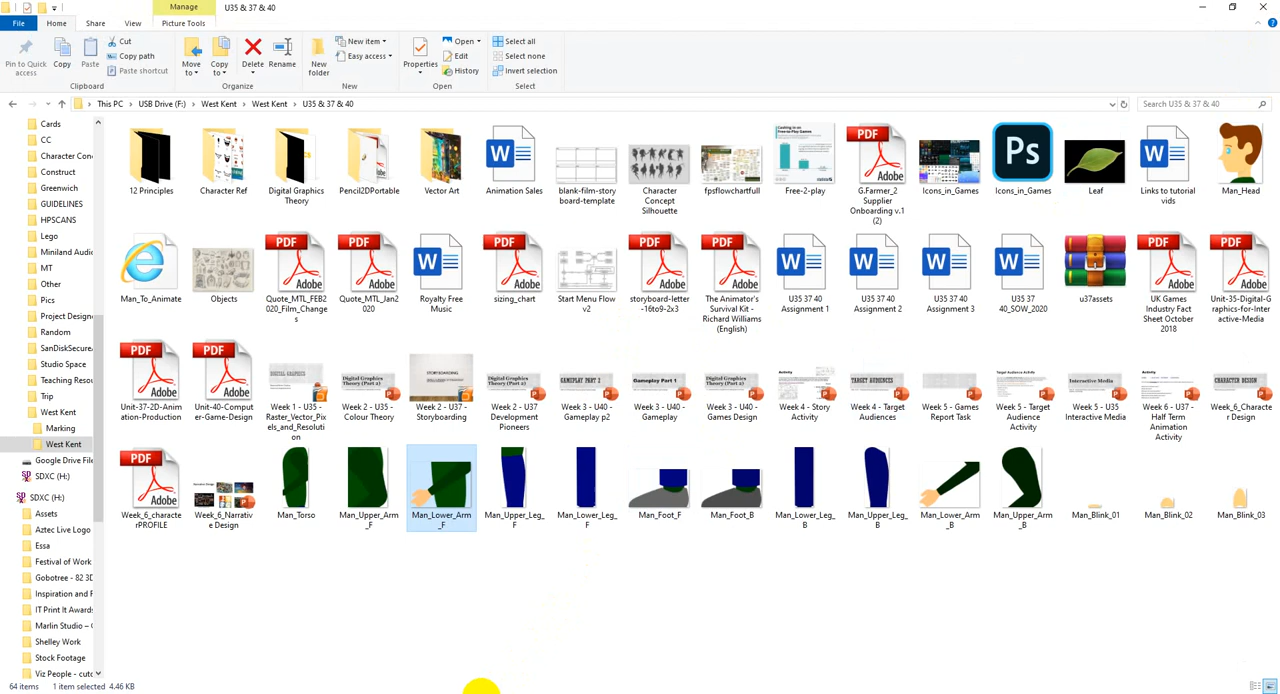 Manage
U35 & 37 & 40
File
Home
Share
View
Picture Tools
Pin to Quick
access
Copy
Paste
Cut
Copy path
Paste shortcut
Clipboard
Move
to
Copy
to
Delete
Rename
Organize
New
folder
New item
Easy access
New
Properties
Open
Edit
History
Open
Select all
Select none
Invert selection
Select
This PC
USB Drive (F:)
West Kent
West Kent
U35 & 37 & 40
Search U35 & 37 & 40
Cards
CC
Character Con
Construct
Greenwich
GUIDELINES
HPSCANS
Lego
Miniland Audio
MT
Other
Pics
Project Design
Random
SanDiskSecure
Studio Space
Teaching Resou
Trip
West Kent
Marking
West Kent
Google Drive File
SDXC (H:)
SDXC (H:)
Assets
Aztec Live Logo
Essa
Festival of Work
Gobotree - 82 3D
Inspiration and F
IT Print It Awards
Marlin Studio ~ 
Shelley Work
Stock Footage
Viz People - cuto
12 Principles
Character Ref
Digital Graphics
Theory
Pencil2DPortable
Vector Art
Animation Sales
blank-film-story
board-template
Character
Concept
Silhouette
fpsflowchartfull
Free-2-play
G.Farmer_2
Supplier
Onboarding v.1
(2)
Icons_in_Games
Icons_in_Games
Leaf
Links to tutorial
vids
Man_Head
Man_To_Animate
Objects
Quote_MTL_FEB2
020_Film_Change
s
Quote_MTL_Jan2
020
Royalty Free
Music
sizing_chart
Start Menu Flow
v2
storyboard-letter
-16to9-2x3
The Animator's
Survival Kit -
Richard Williams
(English)
U35 37 40
Assignment 1
U35 37 40
Assignment 2
U35 37 40
Assignment 3
U35 37
40_SOW_2020
u37assets
UK Games
Industry Fact
Sheet October
2018
Unit-35-Digital-G
raphics-for-Inter
active-Media
Unit-37-2D-Anim
ation-Production
Unit-40-Comput
er-Game-Design
Week 1 - U35 -
Raster_Vector_Pix
els_and_Resoluti
on
Week 2 - U35 -
Colour Theory
Week 2 - U37 -
Storyboarding
Week 2 - U37
Development
Pioneers
Week 3 - U40 -
Gameplay p2
Week 3 - U40 -
Gameplay
Week 3 - U40 -
Games Design
Week 4 - Story
Activity
Week 4 - Target
Audiences
Week 5 - Games
Report Task
Week 5 - Target
Audience
Activity
Week 5 - U35
Interactive Media
Week 6 - U37 -
Half Term
Animation
Activity
Week_6_Characte
r Design
Week_6_characte
rPROFILE
Week_6_Narrativ
e Design
Man_Torso
Man_Upper_Arm
_F
Man_Lower_Arm
_F
Man_Upper_Leg_
F
Man_Lower_Leg_
F
Man_Foot_F
Man_Foot_B
Man_Lower_Leg_
B
Man_Upper_Leg_
B
Man_Lower_Arm
_B
Man_Upper_Arm
_B
Man_Blink_01
Man_Blink_02
Man_Blink_03
64 items
1 item selected 4.46 KB